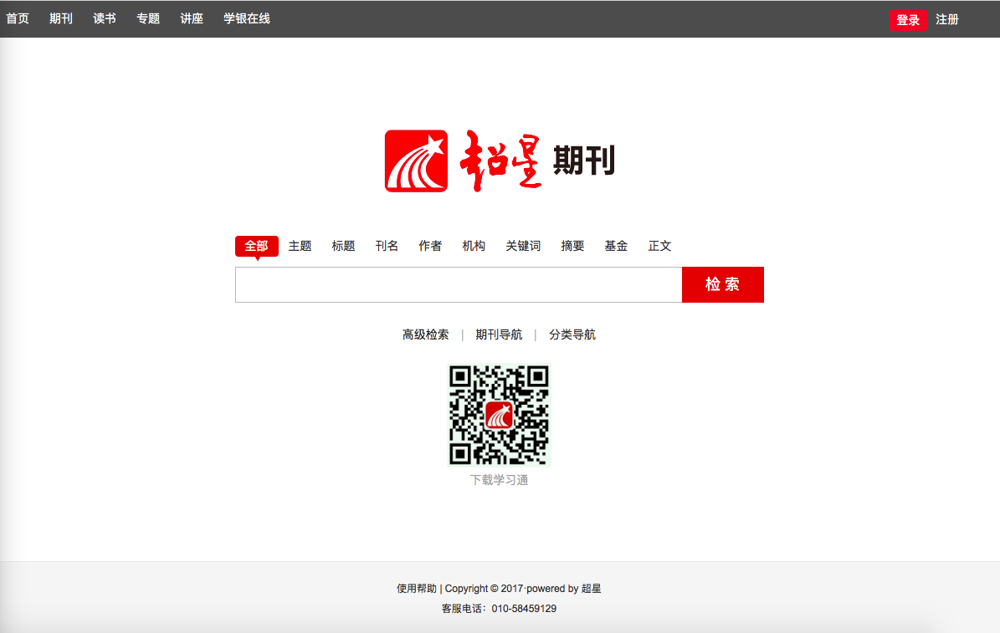 首页 期刊 读书 专题 讲座 学银在线 登录 注册
超星 期刊
全部 主题 标题 刊名 作者 机构 关键词 摘要 基金 正文
检 索
高级检索 | 期刊导航 | 分类导航
下载学习通
使用帮助 | Copyright © 2017·powered by 超星
客服电话：010-58459129